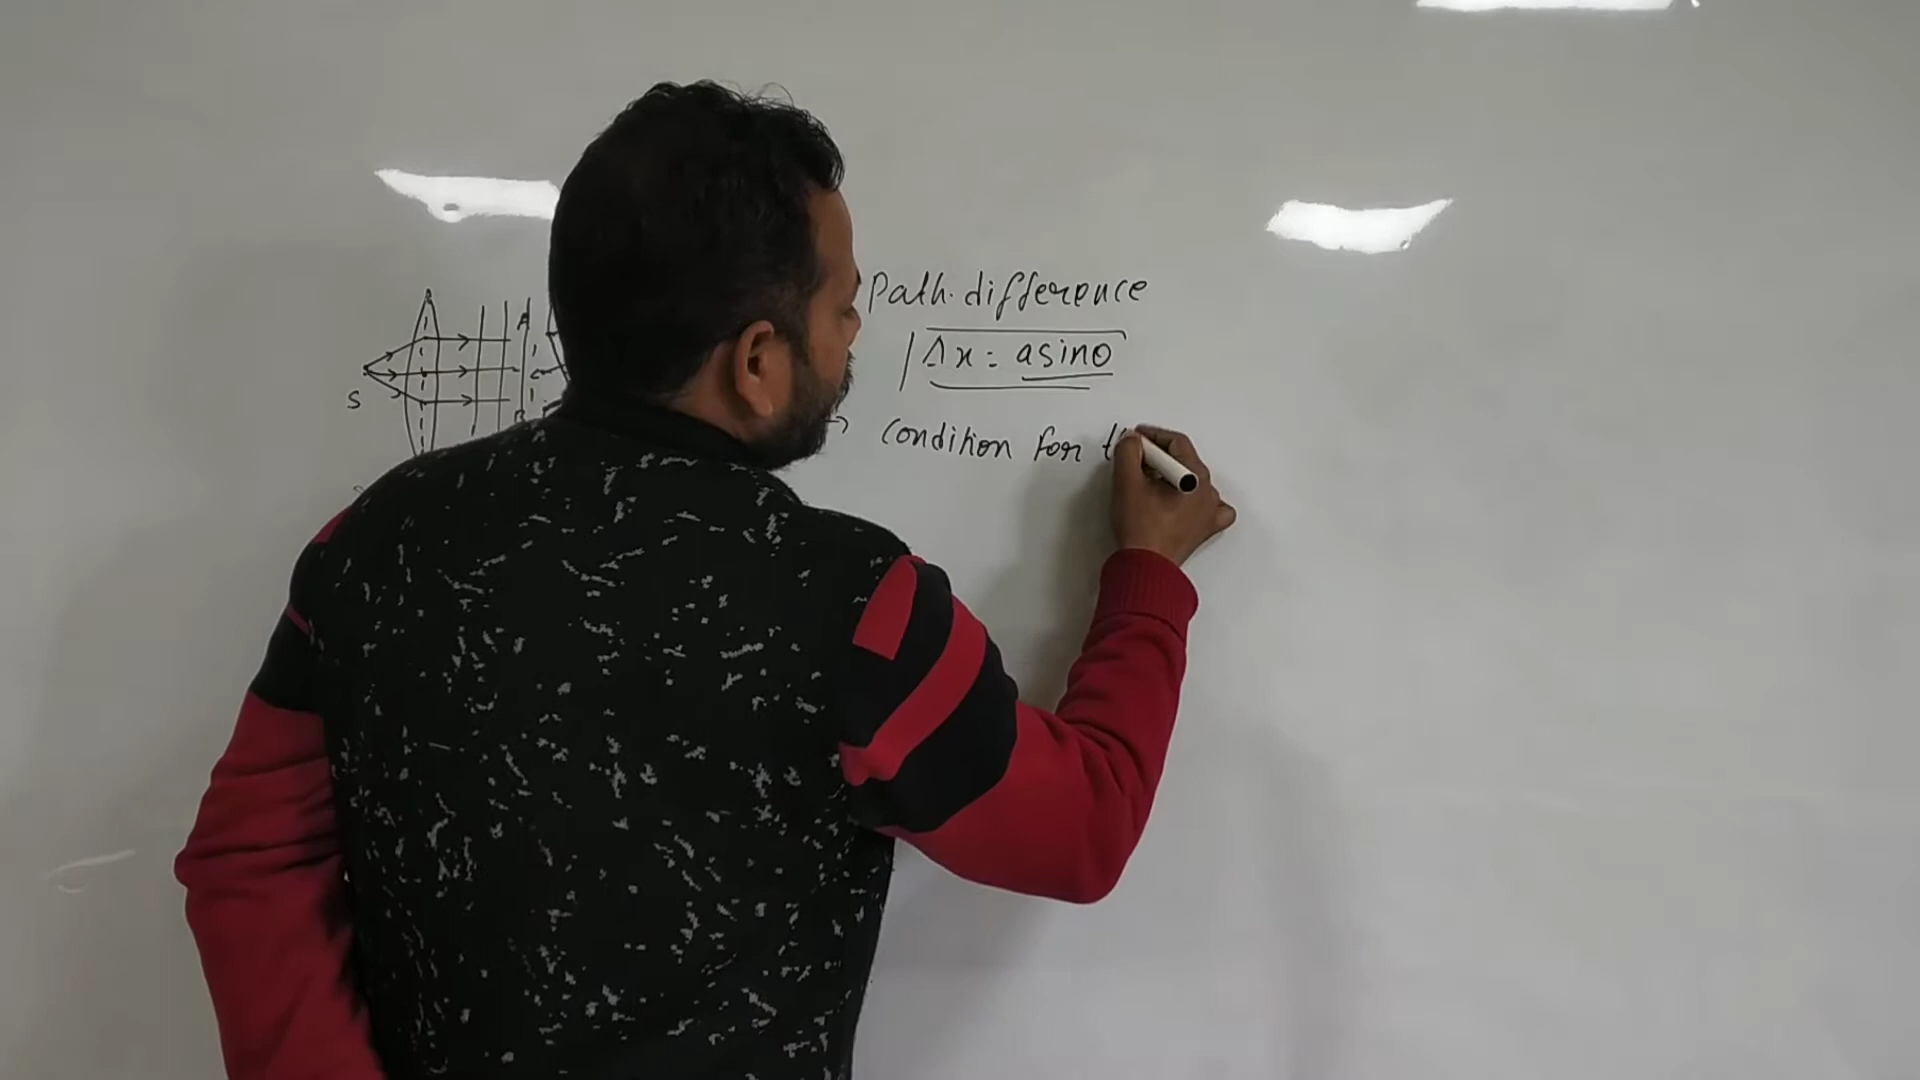 Path difference
Δx = asinθ
→ Condition for
S
A
B
C